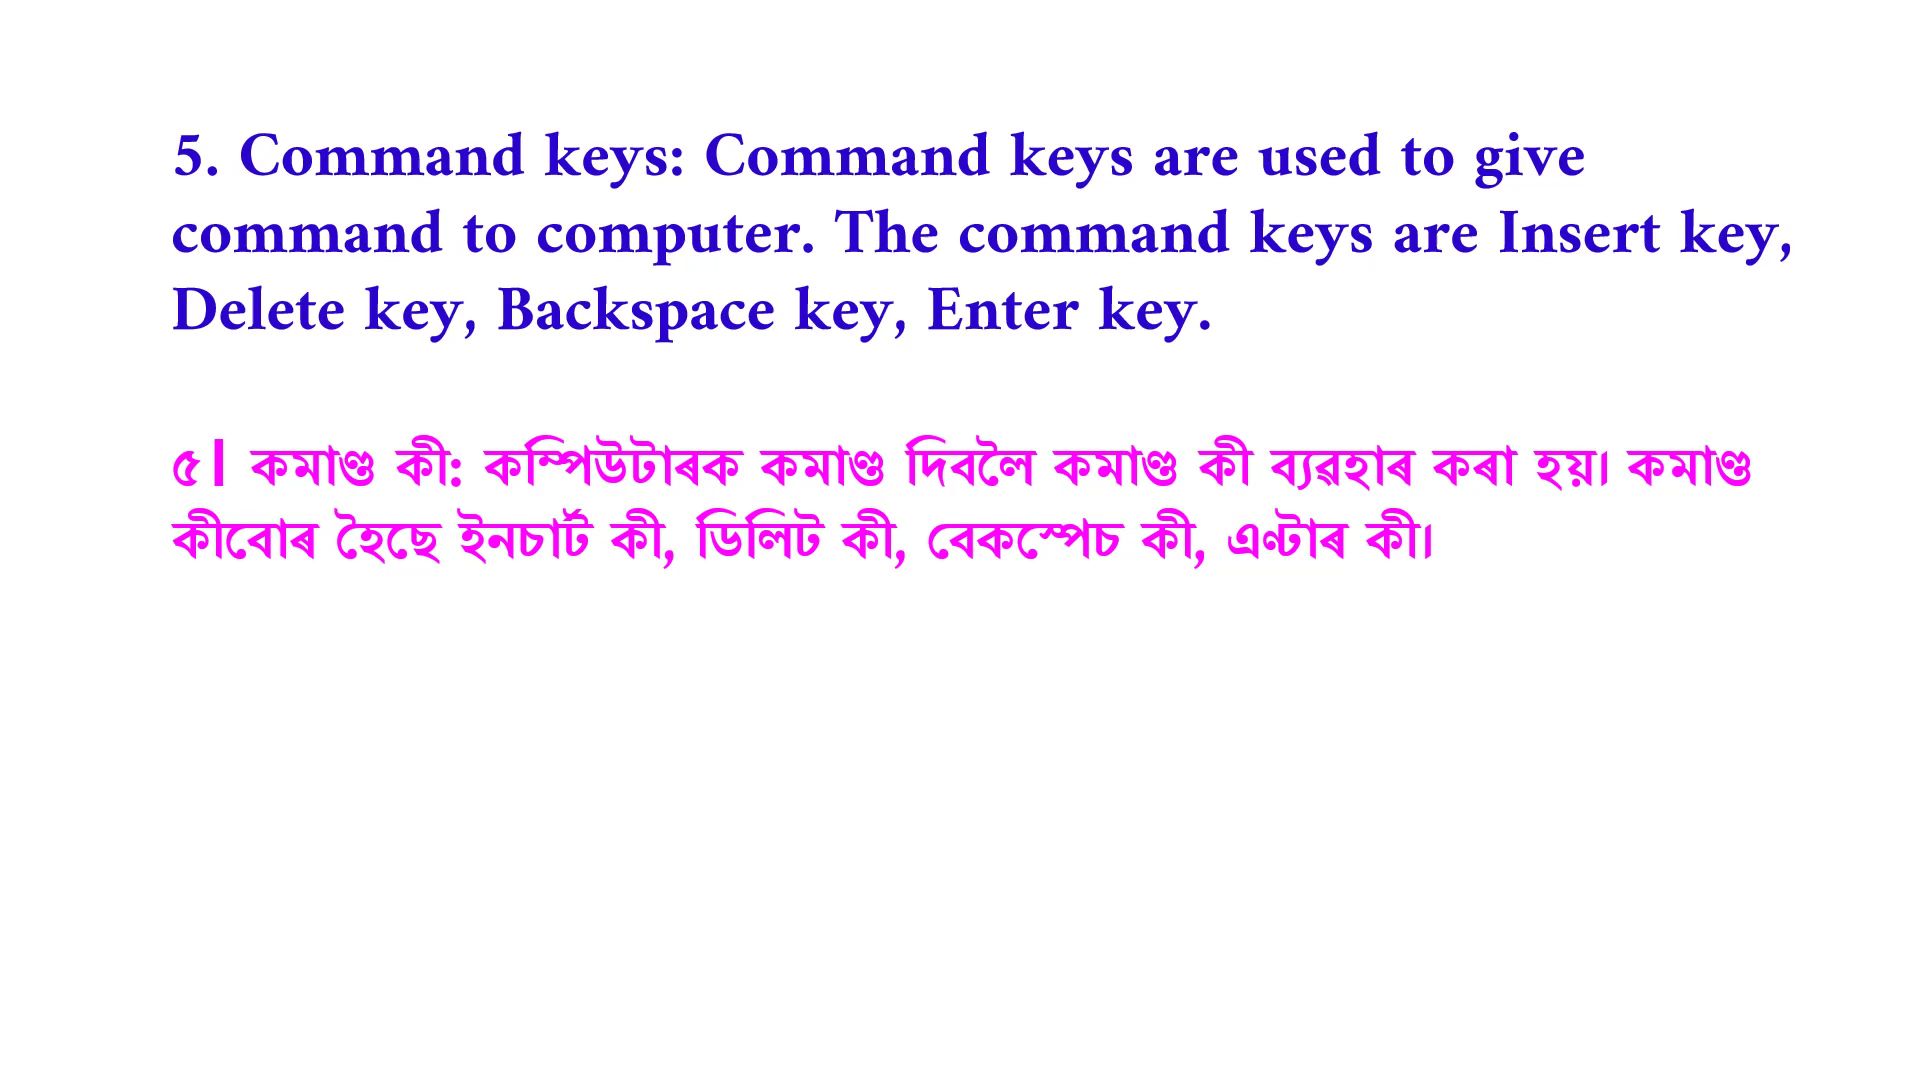 5. Command keys: Command keys are used to give
command to computer. The command keys are Insert key,
Delete key, Backspace key, Enter key.
৫। কমাণ্ড কী: কম্পিউটাৰক কমাণ্ড দিবলৈ কমাণ্ড কী ব্যৱহাৰ কৰা হয়। কমাণ্ড
কীবোৰ হৈছে ইনচাৰ্ট কী, ডিলিট কী, বেকস্পেচ কী, এণ্টাৰ কী।